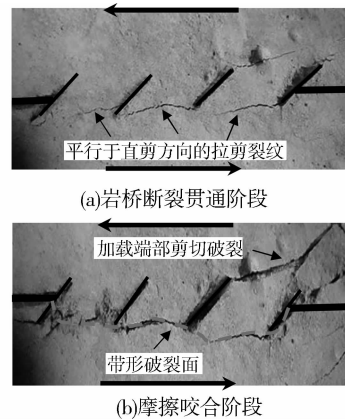 平行于直剪方向的拉剪裂纹
(a)岩桥断裂贯通阶段
加载端部剪切破裂
带形破裂面
(b)摩擦咬合阶段